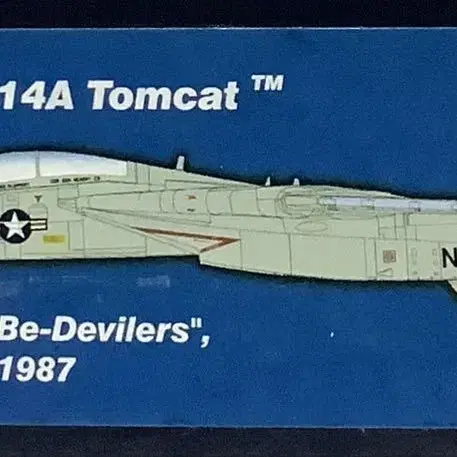 14A Tomcat ™
N
Be-Devilers",
1987